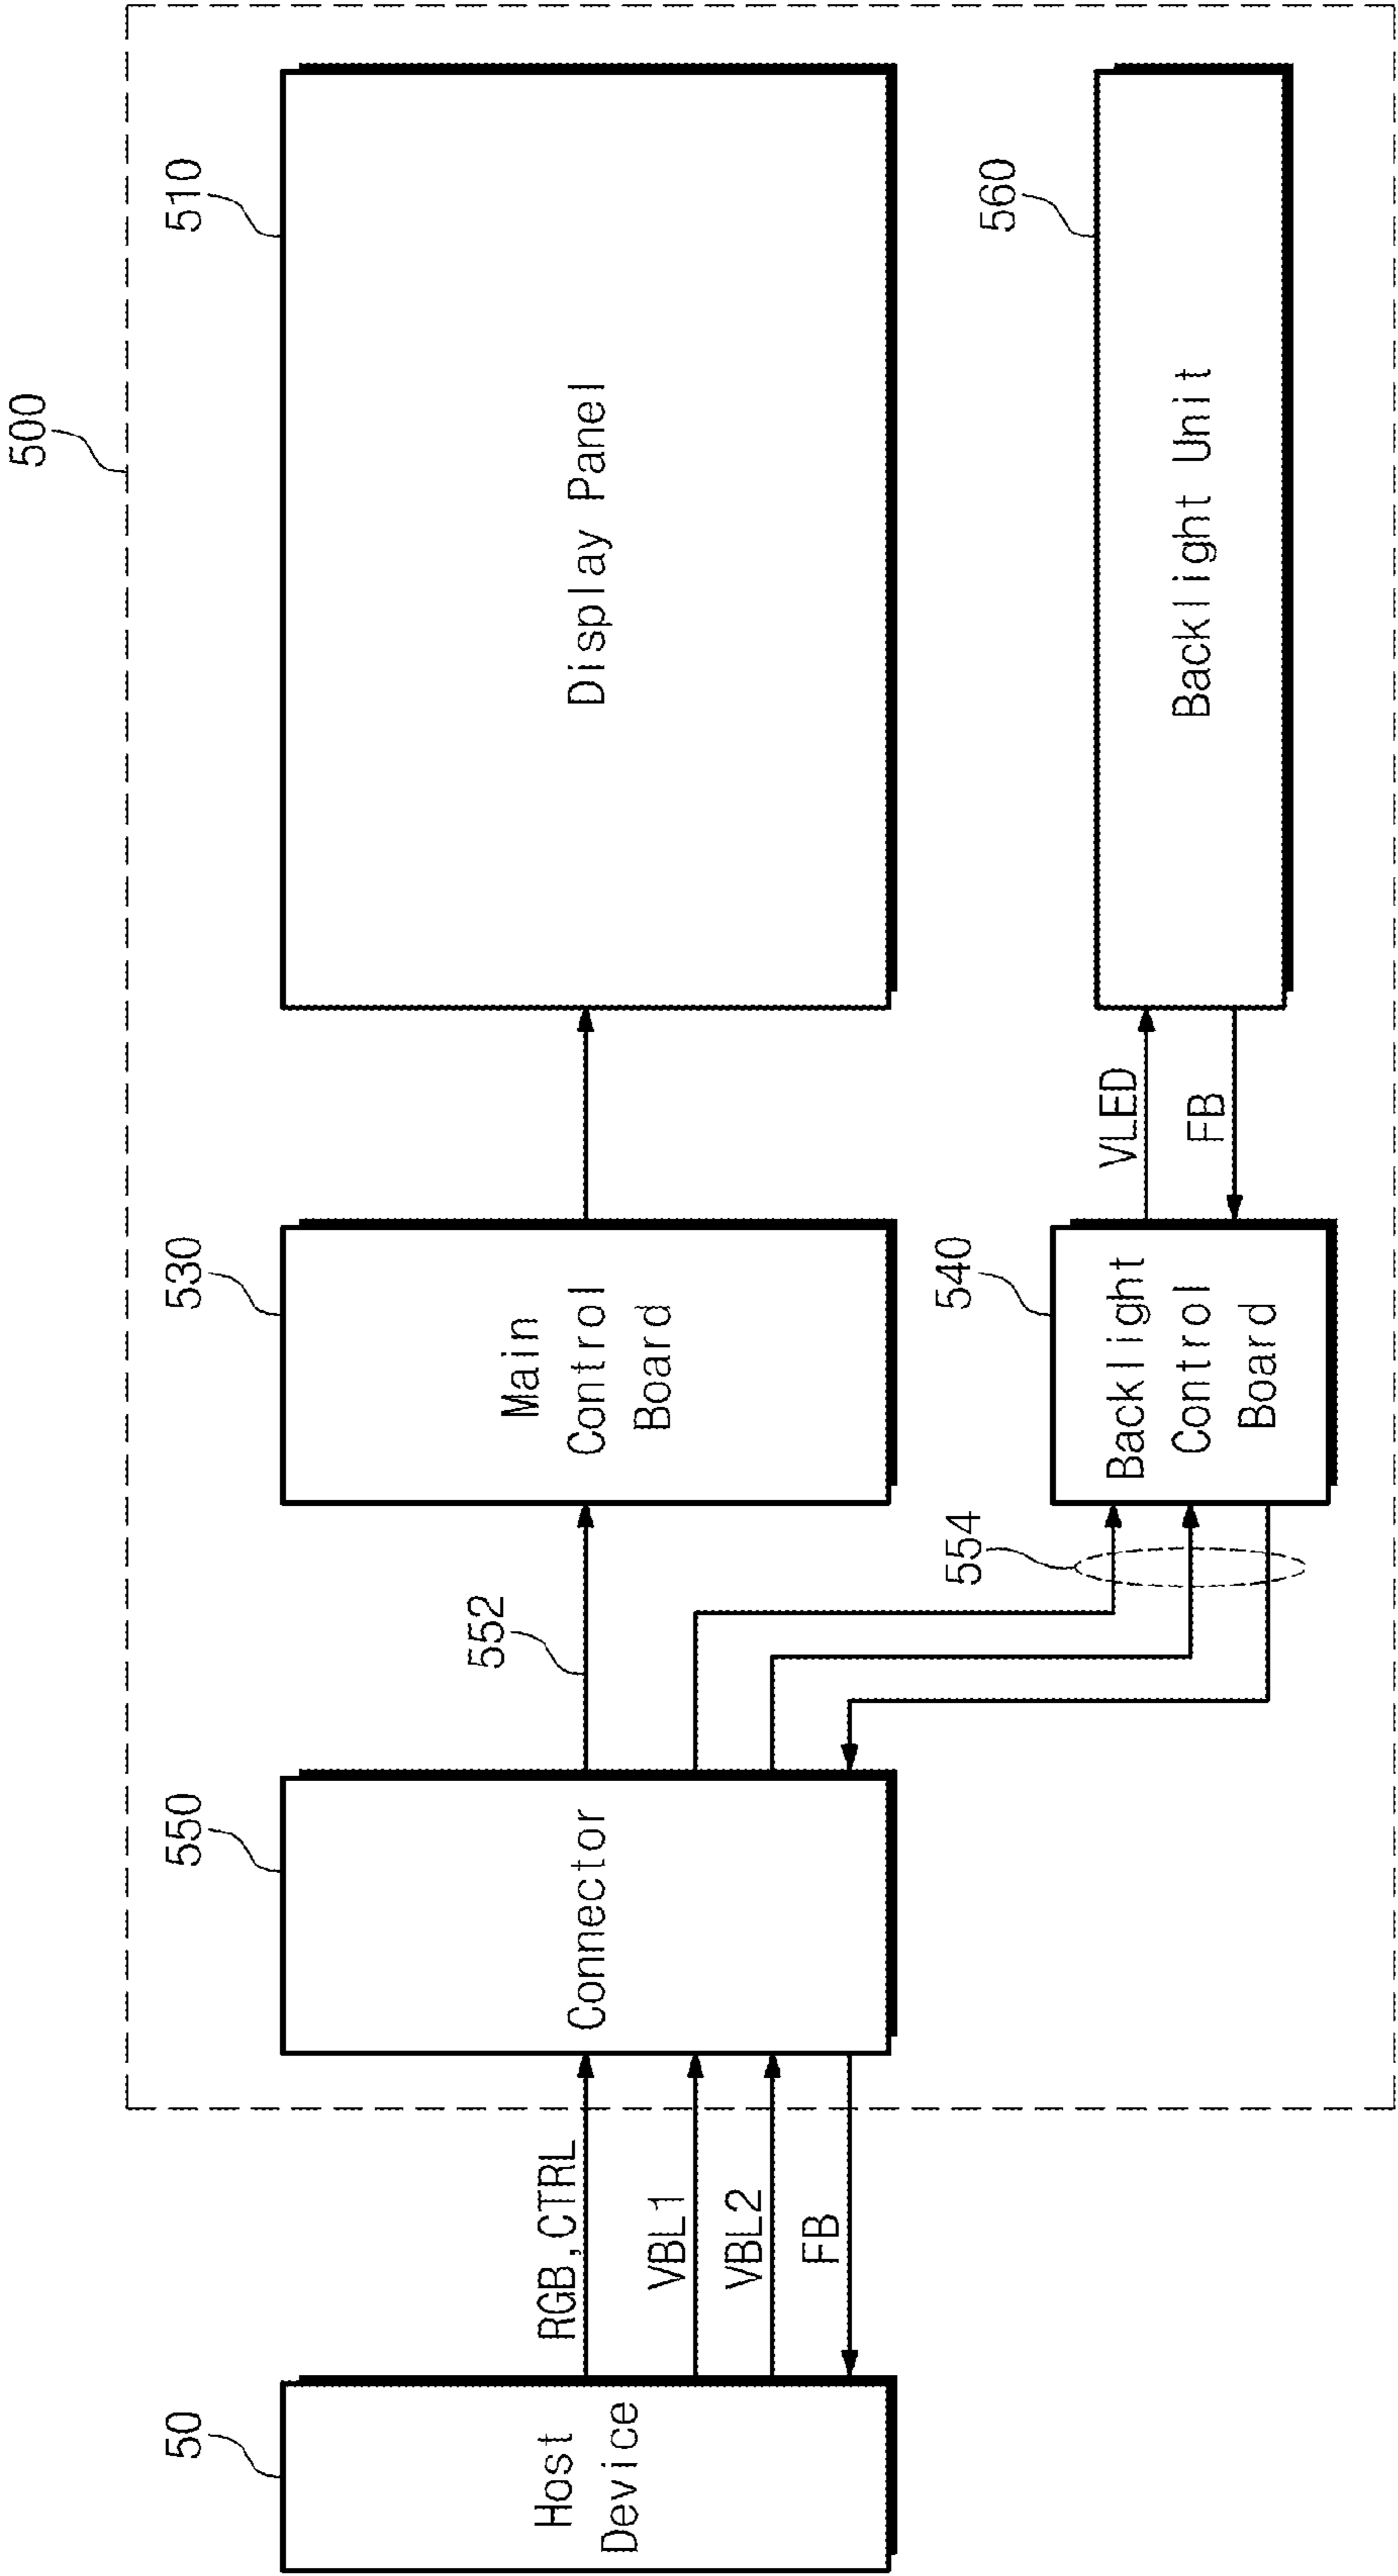 500
50
Host
Device
RGB,CTRL
VBL1
VBL2
FB
550
Connector
552
554
530
Main
Control
Board
510
Display Panel
540
Backlight
Control
Board
VLED
FB
560
Backlight Unit